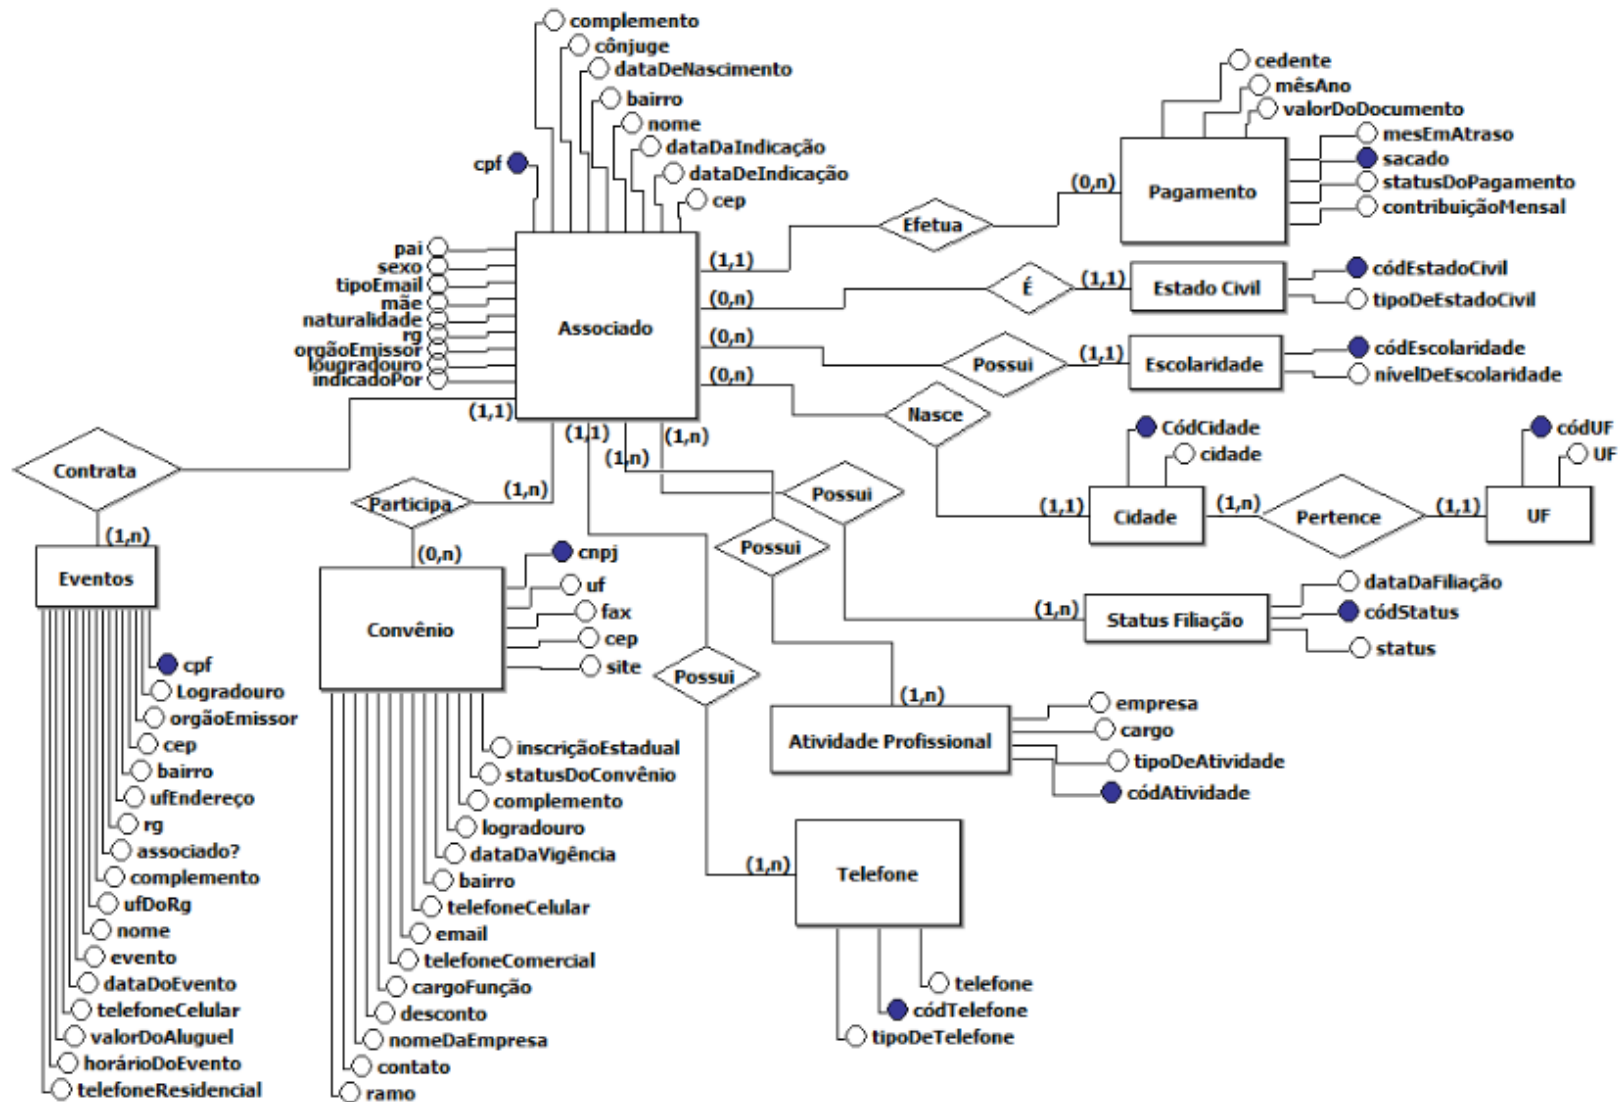 complemento
cônjuge
dataDeNascimento
bairro
nome
dataDaIndicação
dataDeIndicação
cep
cpf
pai
sexo
tipoEmail
mãe
naturalidade
rg
orgãoEmissor
lougradouro
indicadoPor
Associado
(1,1)
(0,n)
(0,n)
(0,n)
(1,1)
(1,1)
(1,n)
(1,n)
Efetua
(0,n)
cedente
mêsAno
valorDoDocumento
mesEmAtraso
sacado
statusDoPagamento
contribuiçãoMensal
Pagamento
É
(1,1)
Estado Civil
códEstadoCivil
tipoDeEstadoCivil
Possui
(1,1)
Escolaridade
códEscolaridade
nívelDeEscolaridade
Nasce
(1,1)
CódCidade
cidade
Cidade
(1,n)
Pertence
(1,1)
códUF
UF
UF
Contrata
(1,n)
Eventos
cpf
Logradouro
orgãoEmissor
cep
bairro
ufEndereço
rg
associado?
complemento
ufDoRg
nome
evento
dataDoEvento
telefoneCelular
valorDoAluguel
horárioDoEvento
telefoneResidencial
Participa
(1,n)
(0,n)
Convênio
cnpj
uf
fax
cep
site
inscriçãoEstadual
statusDoConvênio
complemento
logradouro
dataDaVigência
bairro
telefoneCelular
email
telefoneComercial
cargoFunção
desconto
nomeDaEmpresa
contato
ramo
Possui
(1,n)
Status Filiação
dataDaFiliação
códStatus
status
Possui
(1,n)
Atividade Profissional
empresa
cargo
tipoDeAtividade
códAtividade
Possui
(1,n)
Telefone
telefone
códTelefone
tipoDeTelefone